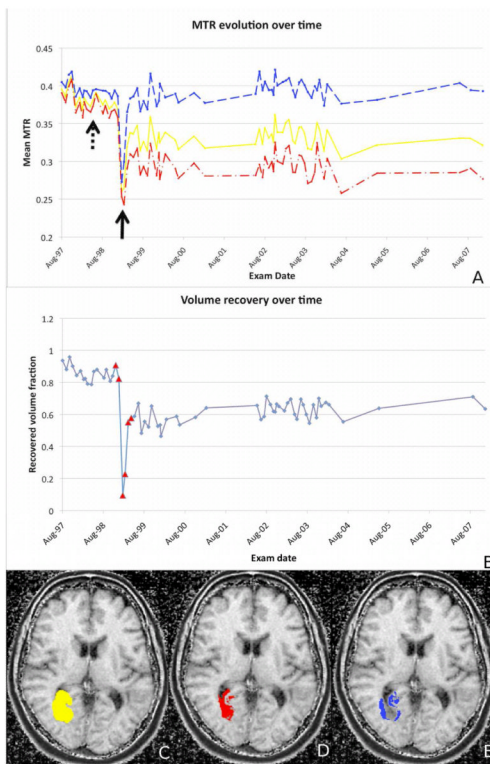 MTR evolution over time
0.45
0.4
0.35
0.3
0.25
0.2
Mean MTR
Aug-97
Aug-98
Aug-99
Aug-00
Aug-01
Aug-02
Aug-03
Aug-04
Aug-05
Aug-06
Aug-07
Exam Date
A
Volume recovery over time
1.2
1
0.8
0.6
0.4
0.2
0
Recovered volume fraction
Aug-97
Aug-98
Aug-99
Aug-00
Aug-01
Aug-02
Aug-03
Aug-04
Aug-05
Aug-06
Aug-07
Exam date
C
D